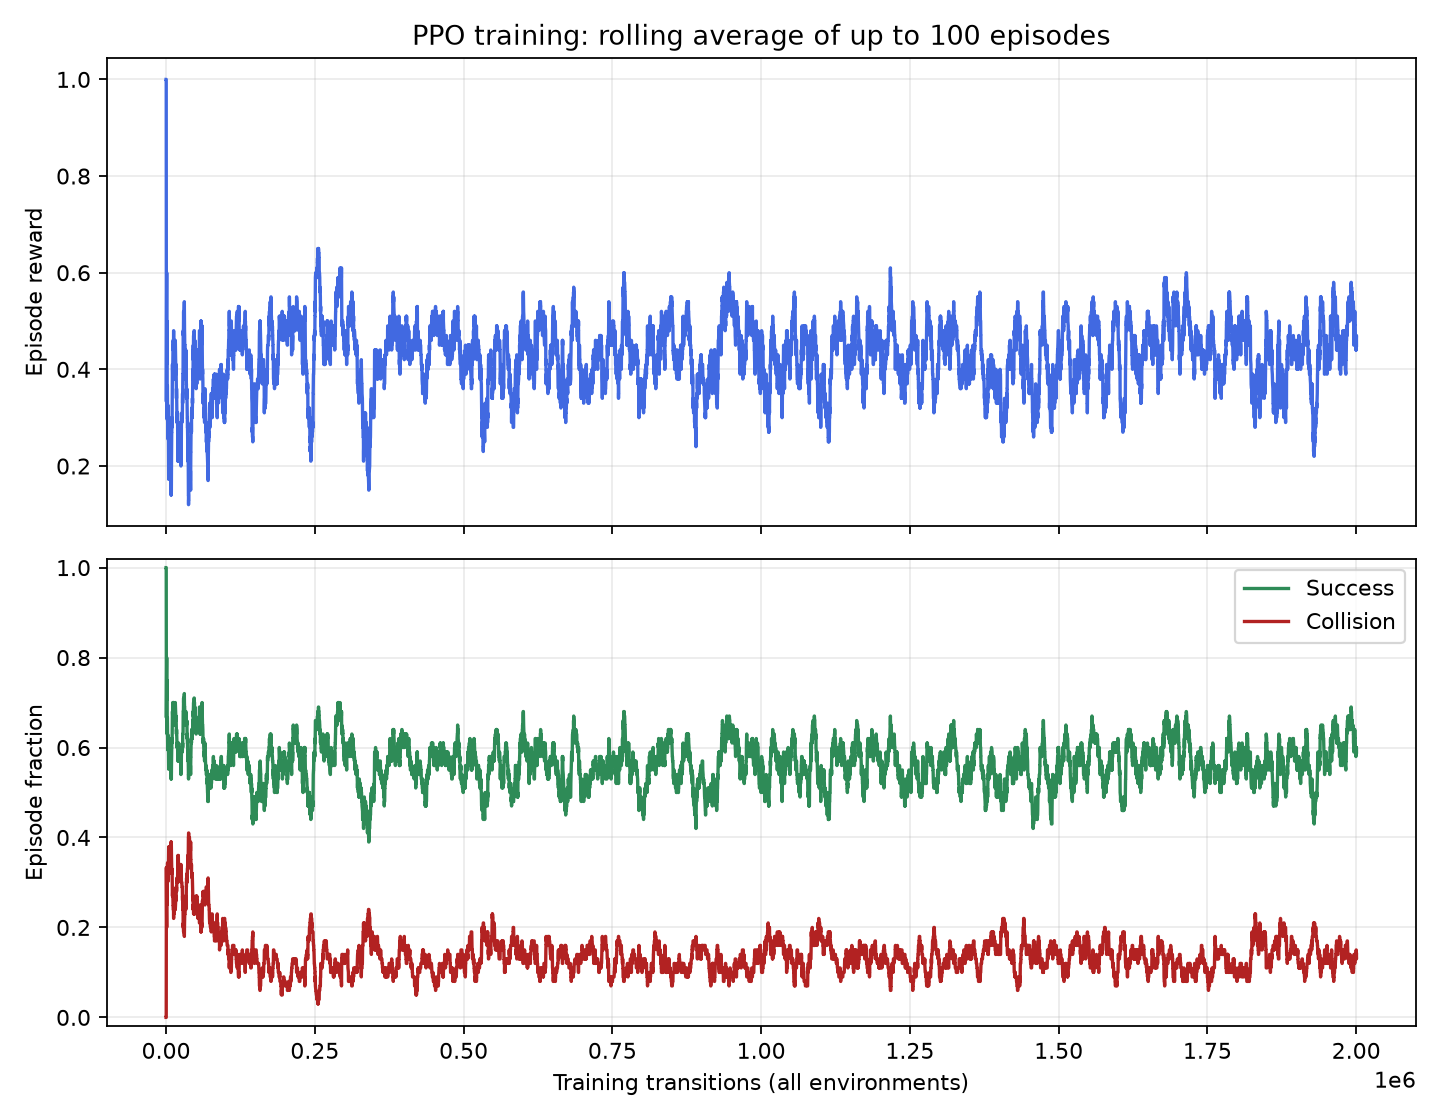 PPO training: rolling average of up to 100 episodes
1.0
0.8
0.6
0.4
0.2
Episode reward
1.0
0.8
0.6
0.4
0.2
0.0
Episode fraction
Success
Collision
0.00 0.25 0.50 0.75 1.00 1.25 1.50 1.75 2.00
1e6
Training transitions (all environments)